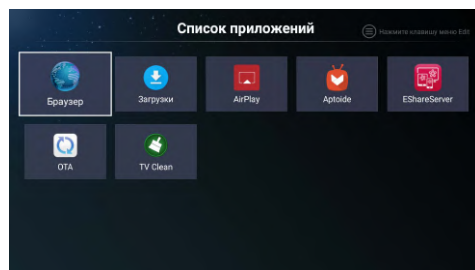 Список приложений
Нажмите клавишу меню Edit
Браузер
Загрузки
AirPlay
Aptoide
EShareServer
OTA
TV Clean